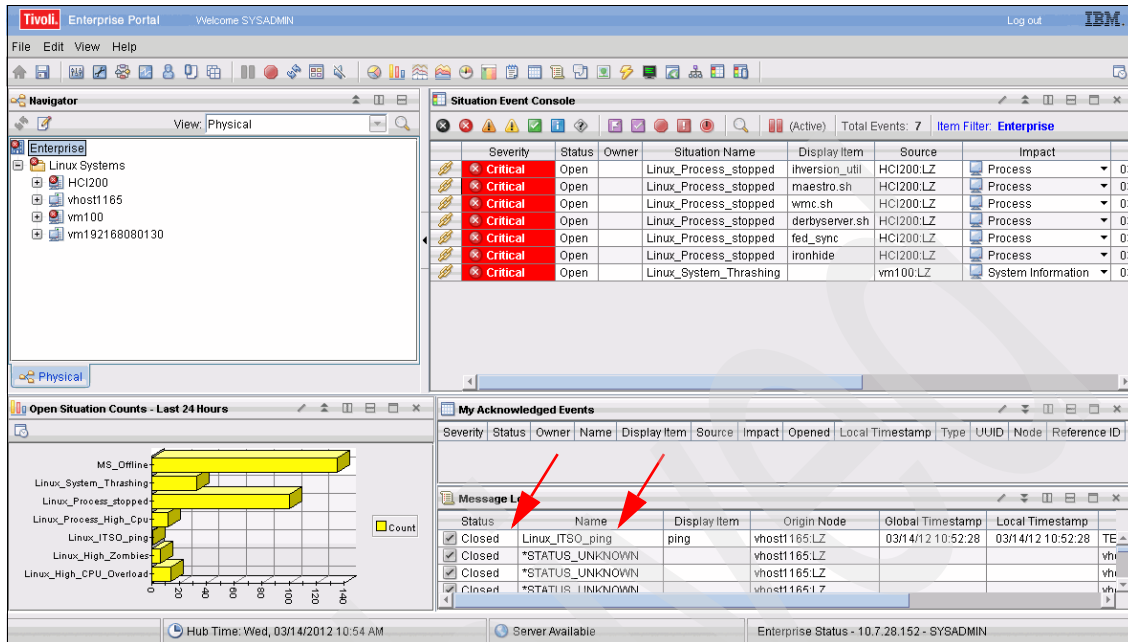 Tivoli. Enterprise Portal Welcome SYSADMIN Log out IBM.
File Edit View Help
Navigator
View: Physical
Enterprise
Linux Systems
HCI200
vhost1165
vm100
vm192168080130
Physical
Situation Event Console
(Active) Total Events: 7 Item Filter: Enterprise
Severity Status Owner Situation Name Display Item Source Impact
Critical Open Linux_Process_stopped ihversion_util HCI200:LZ Process
Critical Open Linux_Process_stopped maestro.sh HCI200:LZ Process
Critical Open Linux_Process_stopped wmc.sh HCI200:LZ Process
Critical Open Linux_Process_stopped derbyserver.sh HCI200:LZ Process
Critical Open Linux_Process_stopped fed_sync HCI200:LZ Process
Critical Open Linux_Process_stopped ironhide HCI200:LZ Process
Critical Open Linux_System_Thrashing vm100:LZ System Information
Open Situation Counts - Last 24 Hours
MS_Offline
Linux_System_Thrashing
Linux_Process_stopped
Linux_Process_High_Cpu
Linux_ITSO_ping
Linux_High_Zombies
Linux_High_CPU_Overload
0 20 40 60 80 100 120 140
Count
My Acknowledged Events
Severity Status Owner Name Display Item Source Impact Opened Local Timestamp Type UUID Node Reference ID
Message L
Status Name Display Item Origin Node Global Timestamp Local Timestamp
Closed Linux_ITSO_ping ping vhost1165:LZ 03/14/12 10:52:28 03/14/12 10:52:28 TE
Closed *STATUS_UNKNOWN vhost1165:LZ
Closed *STATUS_UNKNOWN vhost1165:LZ
Closed *STATUS_UNKNOWN vhost1165:LZ
Hub Time: Wed, 03/14/2012 10:54 AM Server Available Enterprise Status - 10.7.28.152 - SYSADMIN